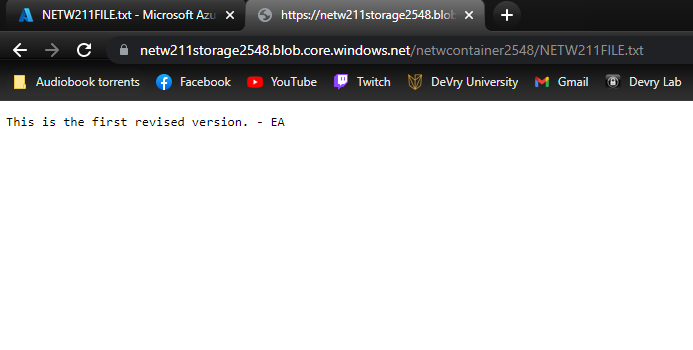 NETW211FILE.txt - Microsoft Azu
https://netw211storage2548.blob
netw211storage2548.blob.core.windows.net/netwcontainer2548/NETW211FILE.txt
Audiobook torrents Facebook YouTube Twitch DeVry University Gmail Devry Lab
This is the first revised version. - EA